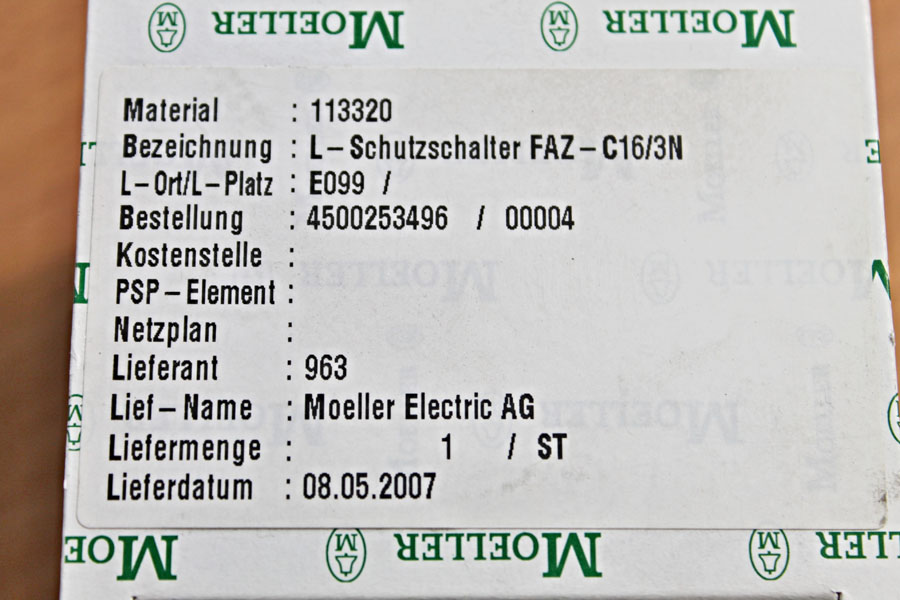 MOELLER MOELLER
Material : 113320
Bezeichnung : L-Schutzschalter FAZ-C16/3N
L-Ort/L-Platz : E099 /
Bestellung : 4500253496 / 00004
Kostenstelle :
PSP-Element :
Netzplan :
Lieferant : 963
Lief-Name : Moeller Electric AG
Liefermenge : 1 / ST
Lieferdatum : 08.05.2007
MOELLER